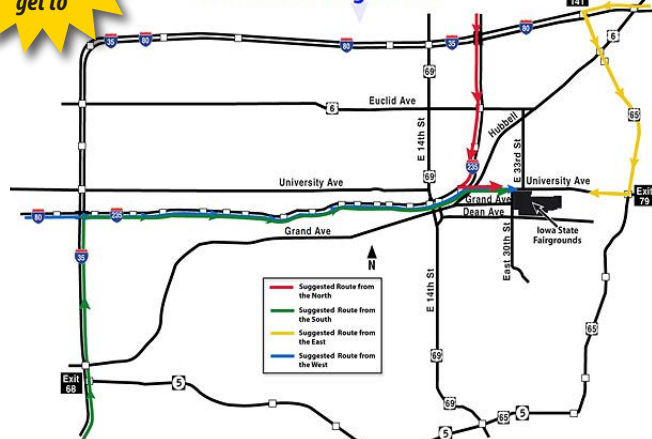 get to
141
35
80
80
35
80
6
69
65
6
Euclid Ave
E 14th St
Hubbell
E 33rd St
235
69
University Ave
University Ave
Exit
79
80
235
Grand Ave
Dean Ave
Grand Ave
Iowa State
Fairgrounds
35
N
East 30th St
E 14th St
Suggested Route from
the North
Suggested Route from
the South
Suggested Route from
the East
Suggested Route from
the West
65
69
Exit
68
5
69
65
5
5